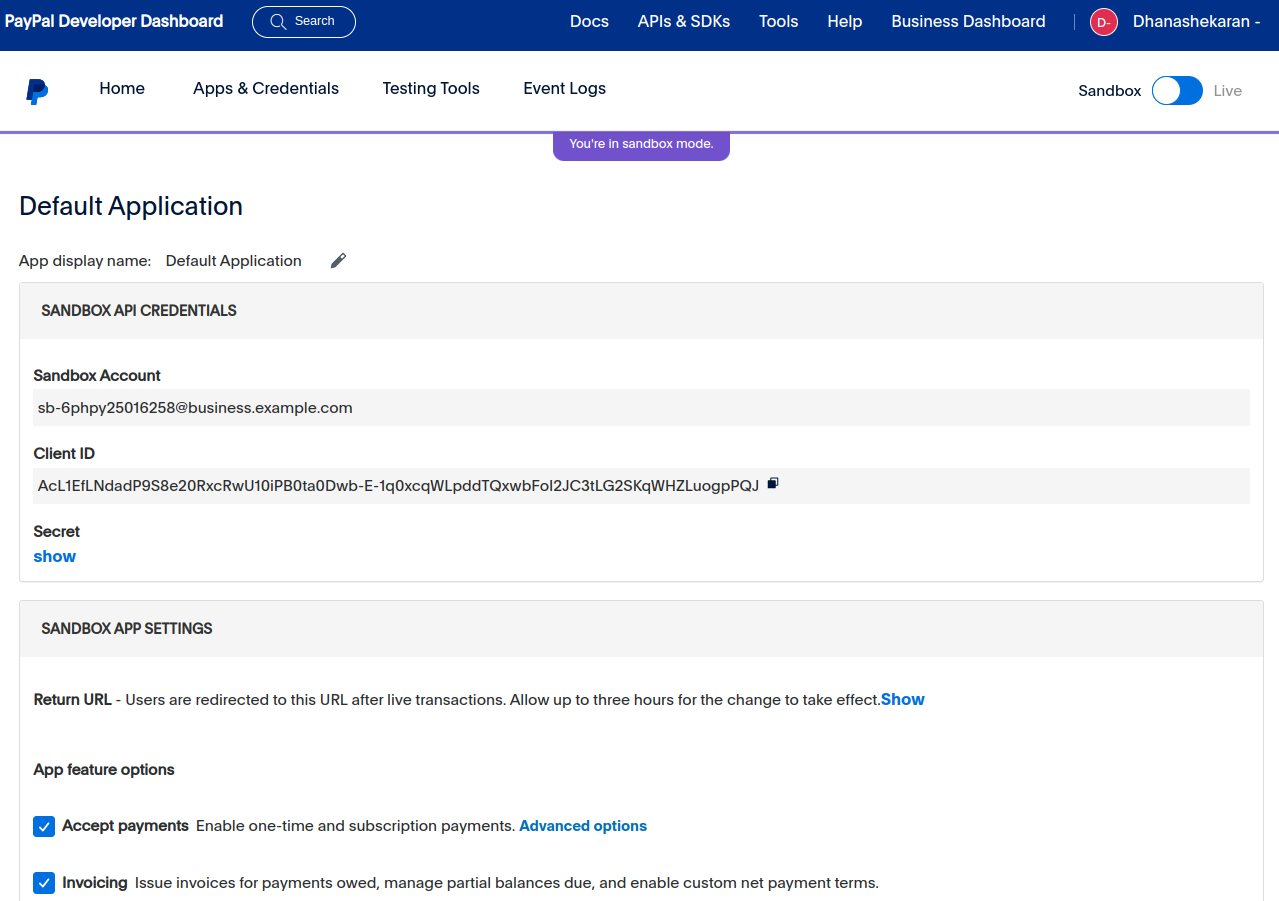 PayPal Developer Dashboard Search Docs APIs & SDKs Tools Help Business Dashboard D- Dhanashekaran -
Home Apps & Credentials Testing Tools Event Logs Sandbox Live
You're in sandbox mode.
Default Application
App display name: Default Application
SANDBOX API CREDENTIALS
Sandbox Account
sb-6phpy25016258@business.example.com
Client ID
AcL1EfLNdadP9S8e20RxcRwU10iPB0ta0Dwb-E-1q0xcqWLpddTQxwbFoI2JC3tLG2SKqWHZLuogpPQJ
Secret
show
SANDBOX APP SETTINGS
Return URL - Users are redirected to this URL after live transactions. Allow up to three hours for the change to take effect.Show
App feature options
Accept payments Enable one-time and subscription payments. Advanced options
Invoicing Issue invoices for payments owed, manage partial balances due, and enable custom net payment terms.